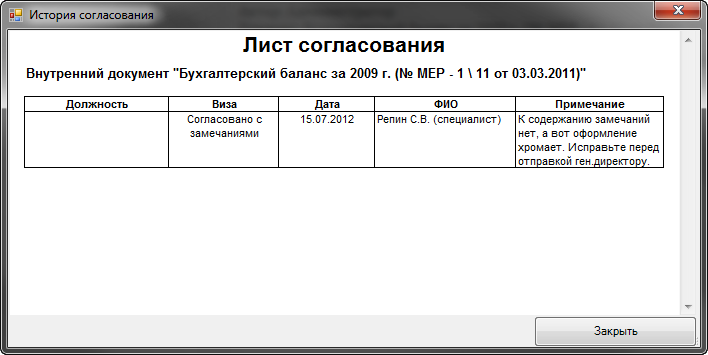 История согласования
Лист согласования
Внутренний документ "Бухгалтерский баланс за 2009 г. (№ МЕР - 1 \ 11 от 03.03.2011)"
Должность Виза Дата ФИО Примечание
Согласовано с
замечаниями
15.07.2012
Репин С.В. (специалист)
К содержанию замечаний
нет, а вот оформление
хромает. Исправьте перед
отправкой ген.директору.
Закрыть